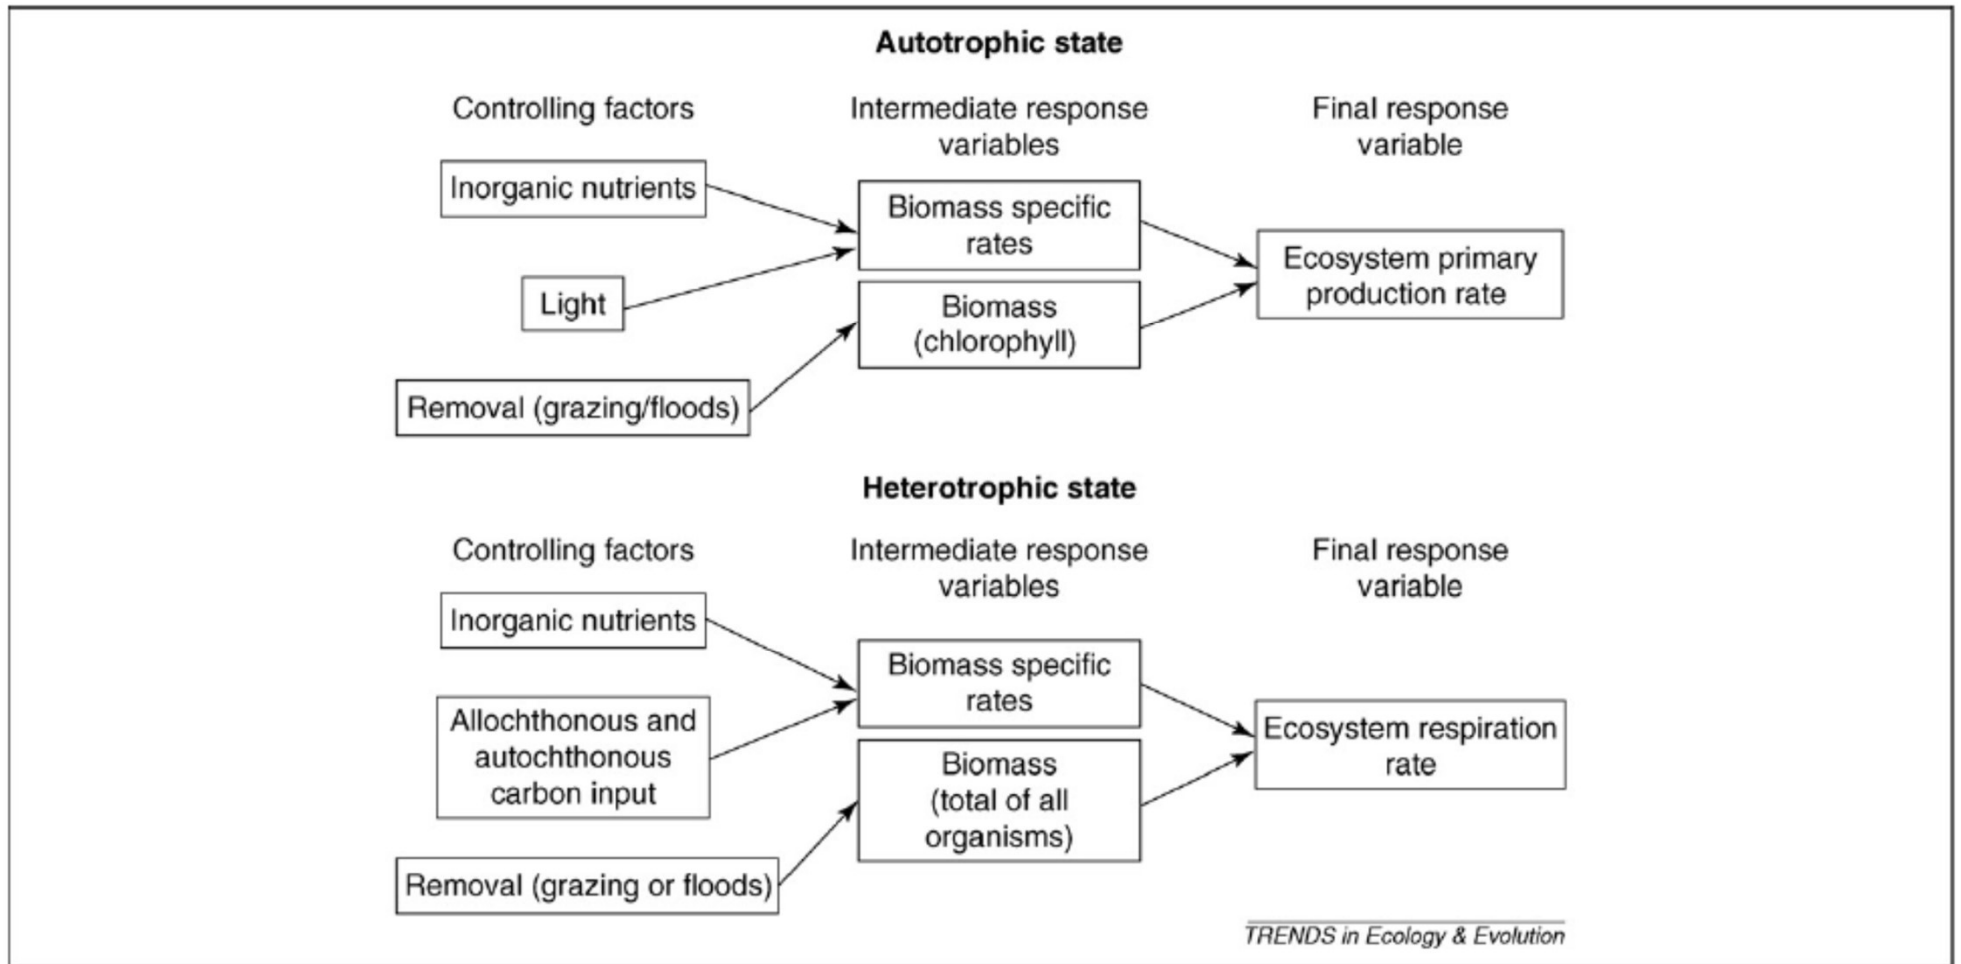 Autotrophic state
Controlling factors
Intermediate response
variables
Final response
variable
Inorganic nutrients
Light
Removal (grazing/floods)
Biomass specific
rates
Biomass
(chlorophyll)
Ecosystem primary
production rate
Heterotrophic state
Controlling factors
Intermediate response
variables
Final response
variable
Inorganic nutrients
Allochthonous and
autochthonous
carbon input
Removal (grazing or floods)
Biomass specific
rates
Biomass
(total of all
organisms)
Ecosystem respiration
rate
TRENDS in Ecology & Evolution